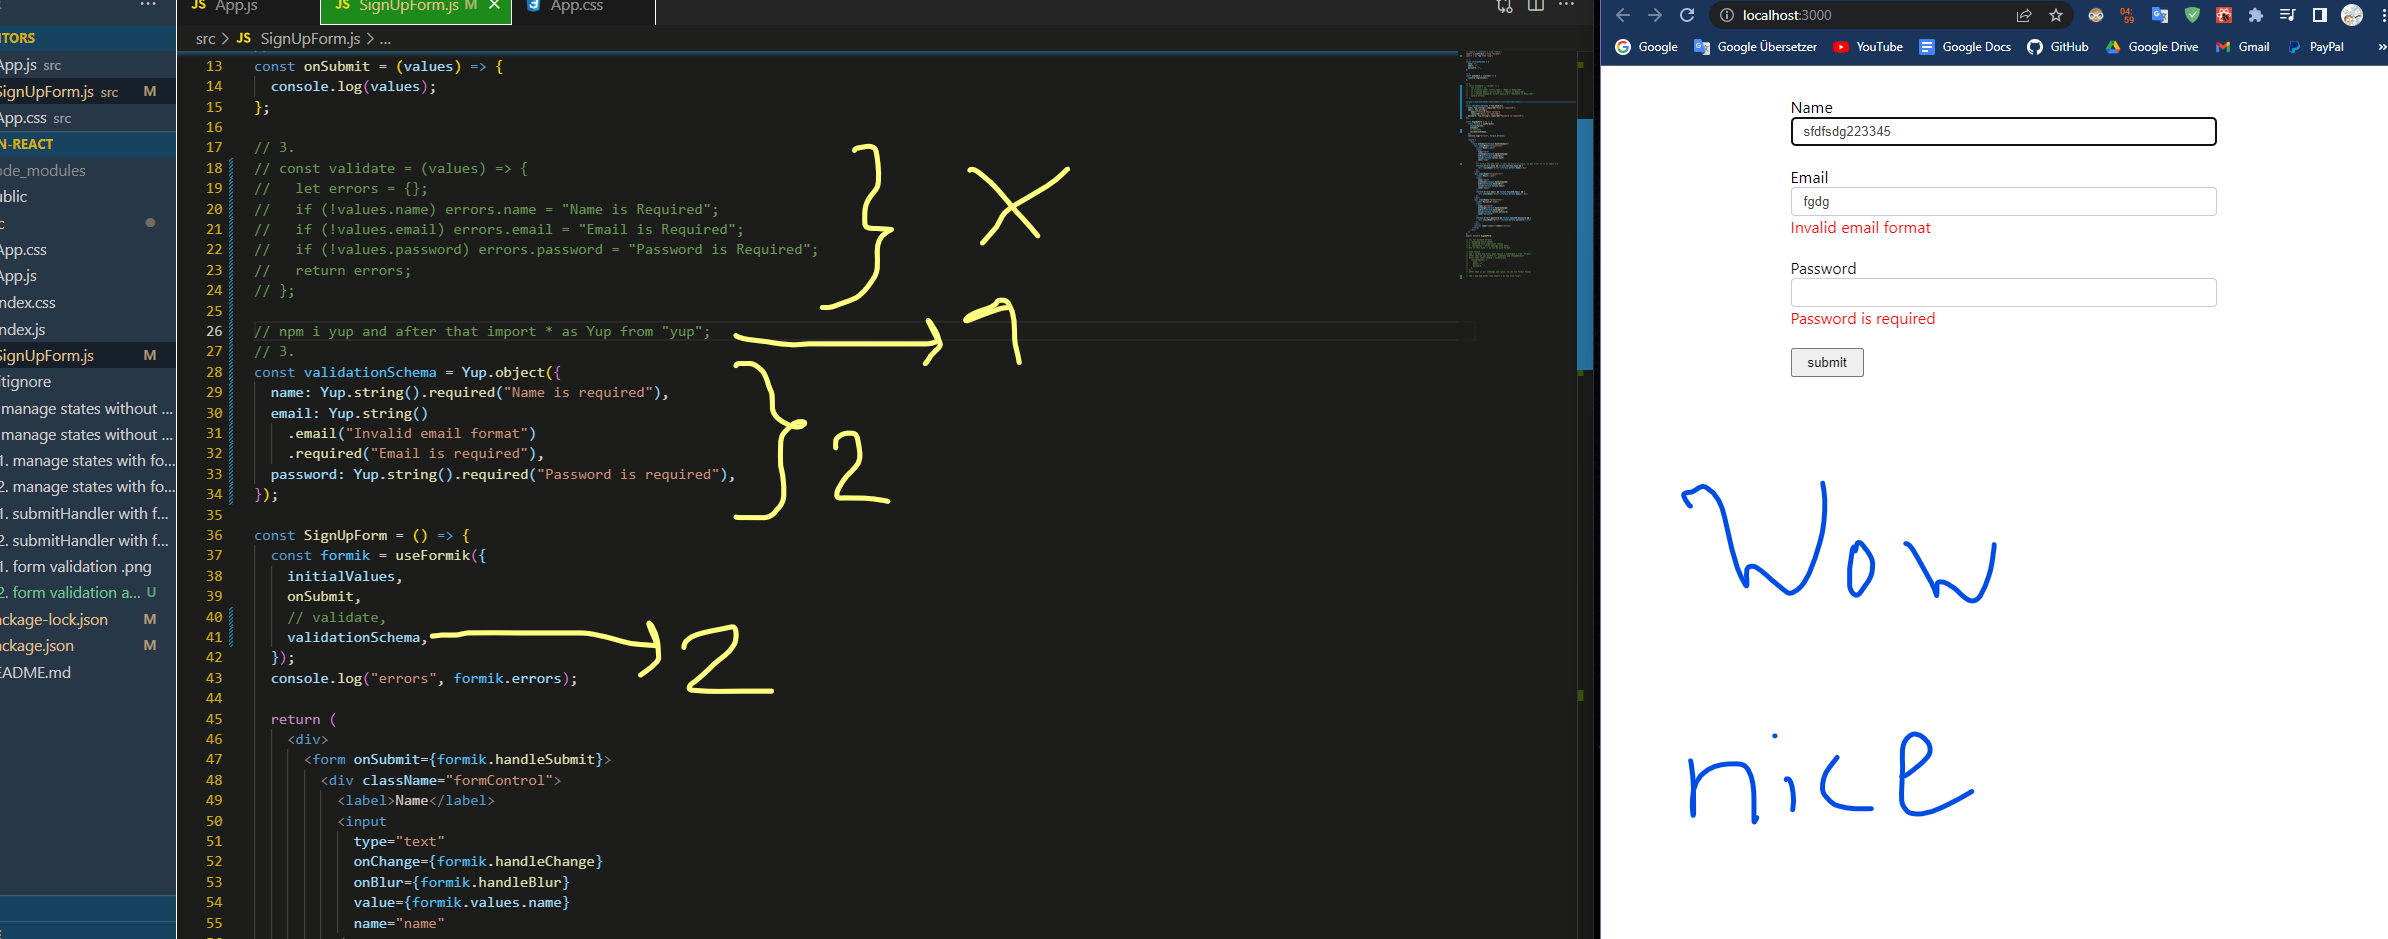 App.js
SignUpForm.js M
App.css
src > JS SignUpForm.js > ...
TORS
App.js src
SignUpForm.js src M
App.css src
N-REACT
ode_modules
ublic
c
App.css
App.js
ndex.css
ndex.js
SignUpForm.js M
itignore
manage states without ...
manage states without ...
1. manage states with fo...
2. manage states with fo...
1. submitHandler with f...
2. submitHandler with f...
1. form validation .png
2. form validation a... U
ckage-lock.json M
ckage.json M
EADME.md
13 const onSubmit = (values) => {
14 console.log(values);
15 };
16
17 // 3.
18 // const validate = (values) => {
19 //   let errors = {};
20 //   if (!values.name) errors.name = "Name is Required";
21 //   if (!values.email) errors.email = "Email is Required";
22 //   if (!values.password) errors.password = "Password is Required";
23 //   return errors;
24 // };
25
26 // npm i yup and after that import * as Yup from "yup";
27 // 3.
28 const validationSchema = Yup.object({
29 name: Yup.string().required("Name is required"),
30 email: Yup.string()
31 .email("Invalid email format")
32 .required("Email is required"),
33 password: Yup.string().required("Password is required"),
34 });
35
36 const SignUpForm = () => {
37 const formik = useFormik({
38 initialValues,
39 onSubmit,
40 // validate,
41 validationSchema,
42 });
43 console.log("errors", formik.errors);
44
45 return (
46 <div>
47 <form onSubmit={formik.handleSubmit}>
48 <div className="formControl">
49 <label>Name</label>
50 <input
51 type="text"
52 onChange={formik.handleChange}
53 onBlur={formik.handleBlur}
54 value={formik.values.name}
55 name="name"
X
1
2
2
localhost:3000
04:
59
Google
Google Übersetzer
YouTube
Google Docs
GitHub
Google Drive
Gmail
PayPal
»
Name
sfdfsdg223345
Email
fgdg
Invalid email format
Password
Password is required
submit
Wow
nice